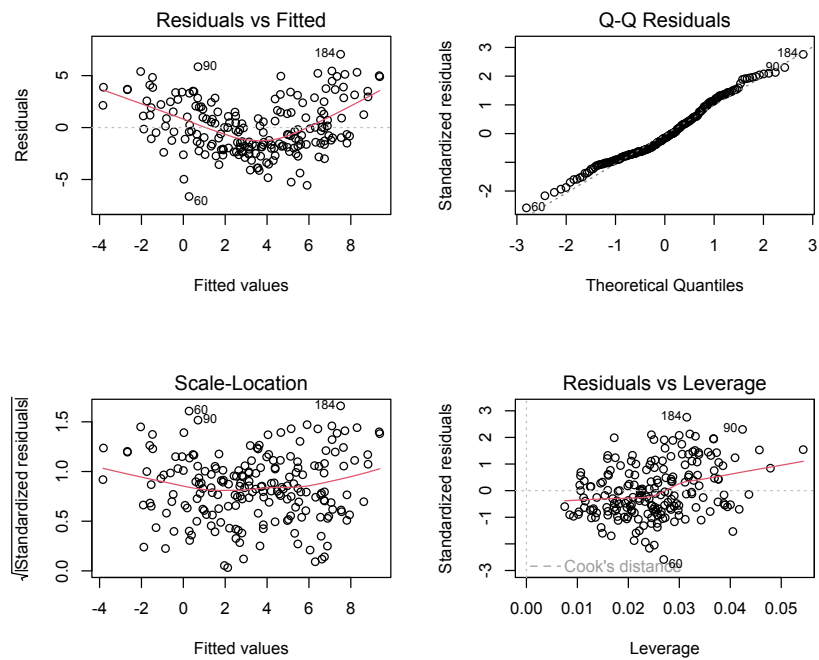 Residuals vs Fitted
Residuals
5
0
-5
184
90
60
-4 -2 0 2 4 6 8
Fitted values
Q-Q Residuals
Standardized residuals
3
2
1
0
-2
184
90
60
-3 -2 -1 0 1 2 3
Theoretical Quantiles
Scale-Location
√|Standardized residuals|
1.5
1.0
0.5
0.0
60
90
184
-4 -2 0 2 4 6 8
Fitted values
Residuals vs Leverage
Standardized residuals
3
2
1
0
-1
-3
184
90
60
Cook's distance
0.00 0.01 0.02 0.03 0.04 0.05
Leverage